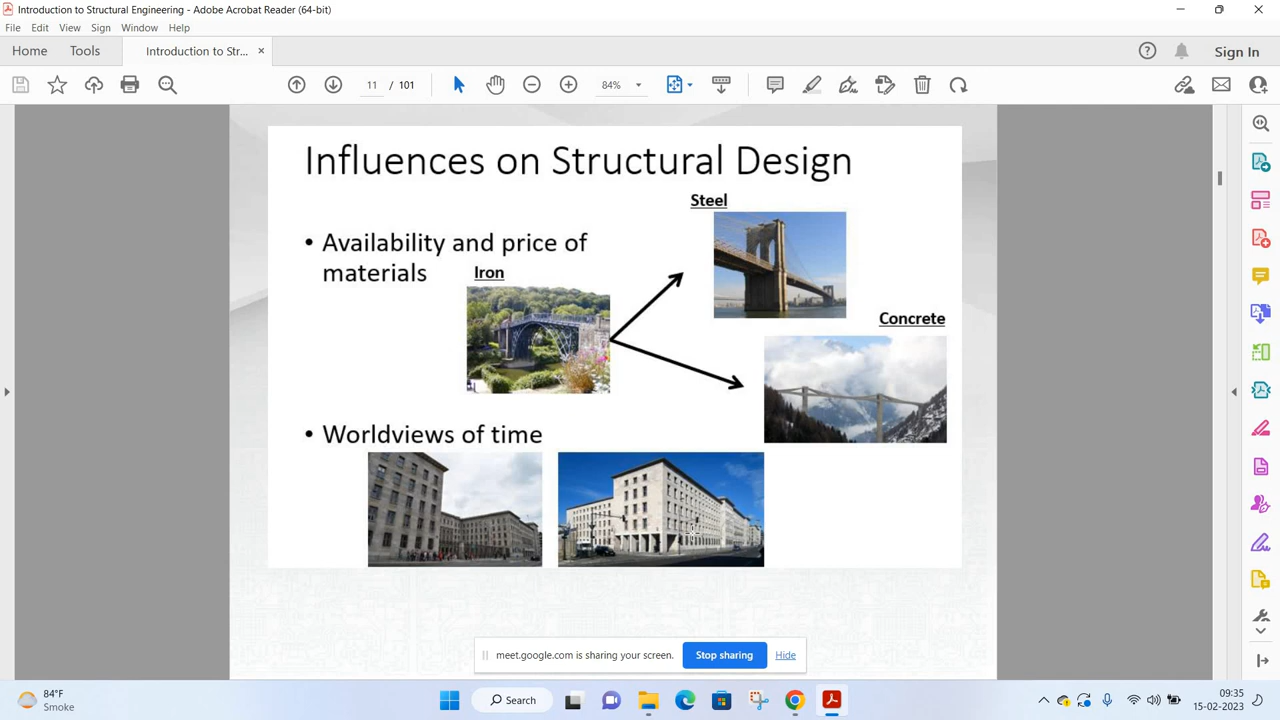 Introduction to Structural Engineering - Adobe Acrobat Reader (64-bit)
File Edit View Sign Window Help
Home Tools Introduction to Str... × Sign In
11 / 101 84%
Influences on Structural Design
Steel
• Availability and price of
materials
Iron
Concrete
• Worldviews of time
meet.google.com is sharing your screen. Stop sharing Hide
84°F
Smoke
Search
09:35
15-02-2023